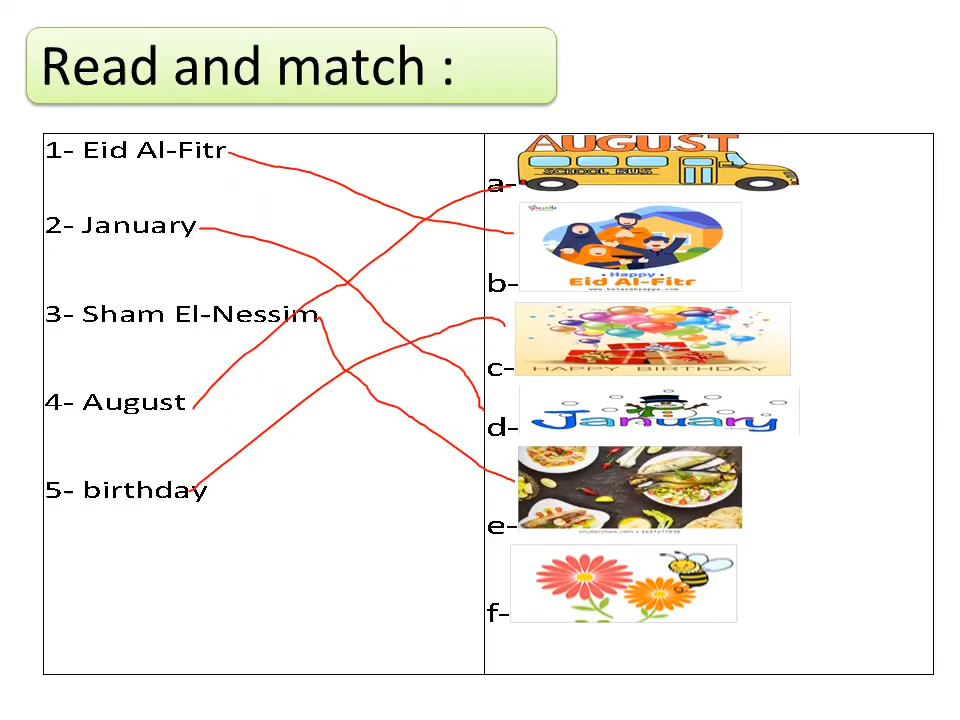 Read and match :
1- Eid Al-Fitr
2- January
3- Sham El-Nessim
4- August
5- birthday
AUGUST
SCHOOL BUS
a-
Happy
Eid Al-Fitr
b-
HAPPY BIRTHDAY
c-
January
d-
e-
f-